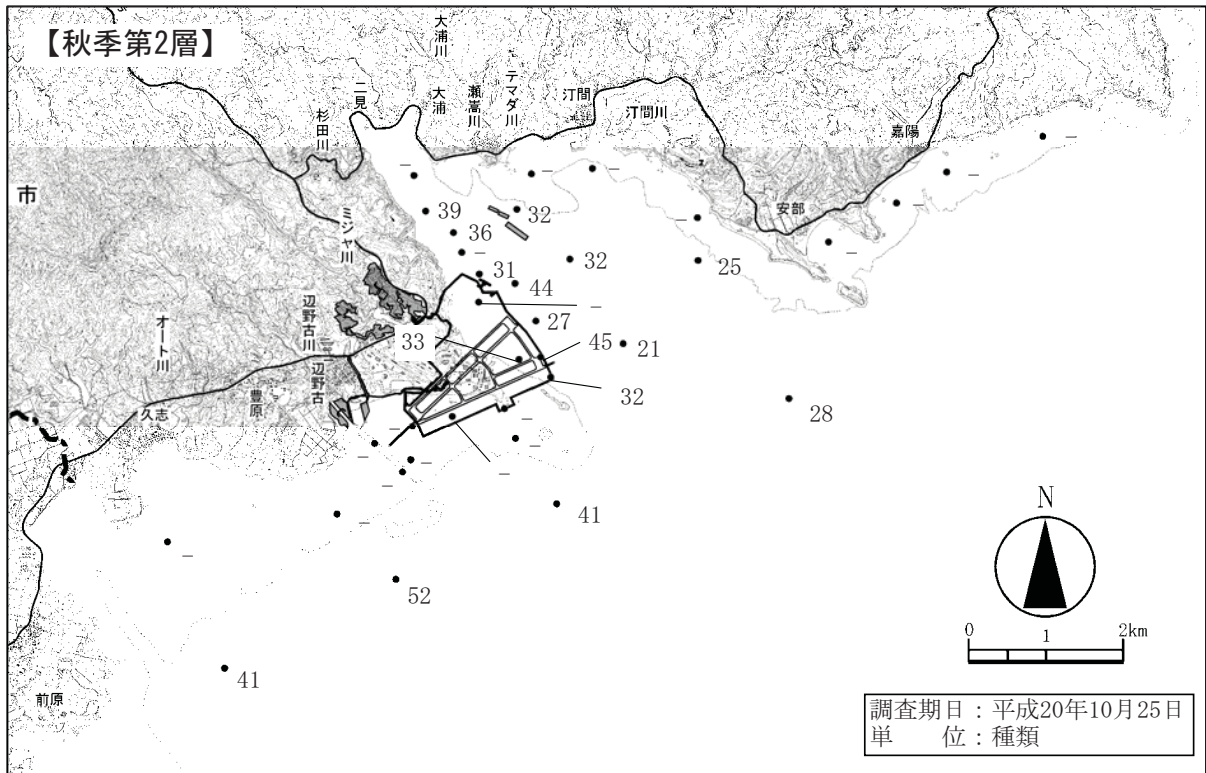 【秋季第2層】
大浦川
テマダ川
汀間
二見
大浦
瀬嵩川
汀間川
杉田川
嘉陽
－
－
－
－
－
市
39
32
－
安部
－
ミジャ川
36
－
－
32
25
31
44
－
辺野古川
27
オート川
33
45
21
辺野古
32
豊原
28
久志
－
－
－
－
－
－
41
－
－
N
52
0
1
2km
41
前原
調査期日：平成20年10月25日
単　　位：種類